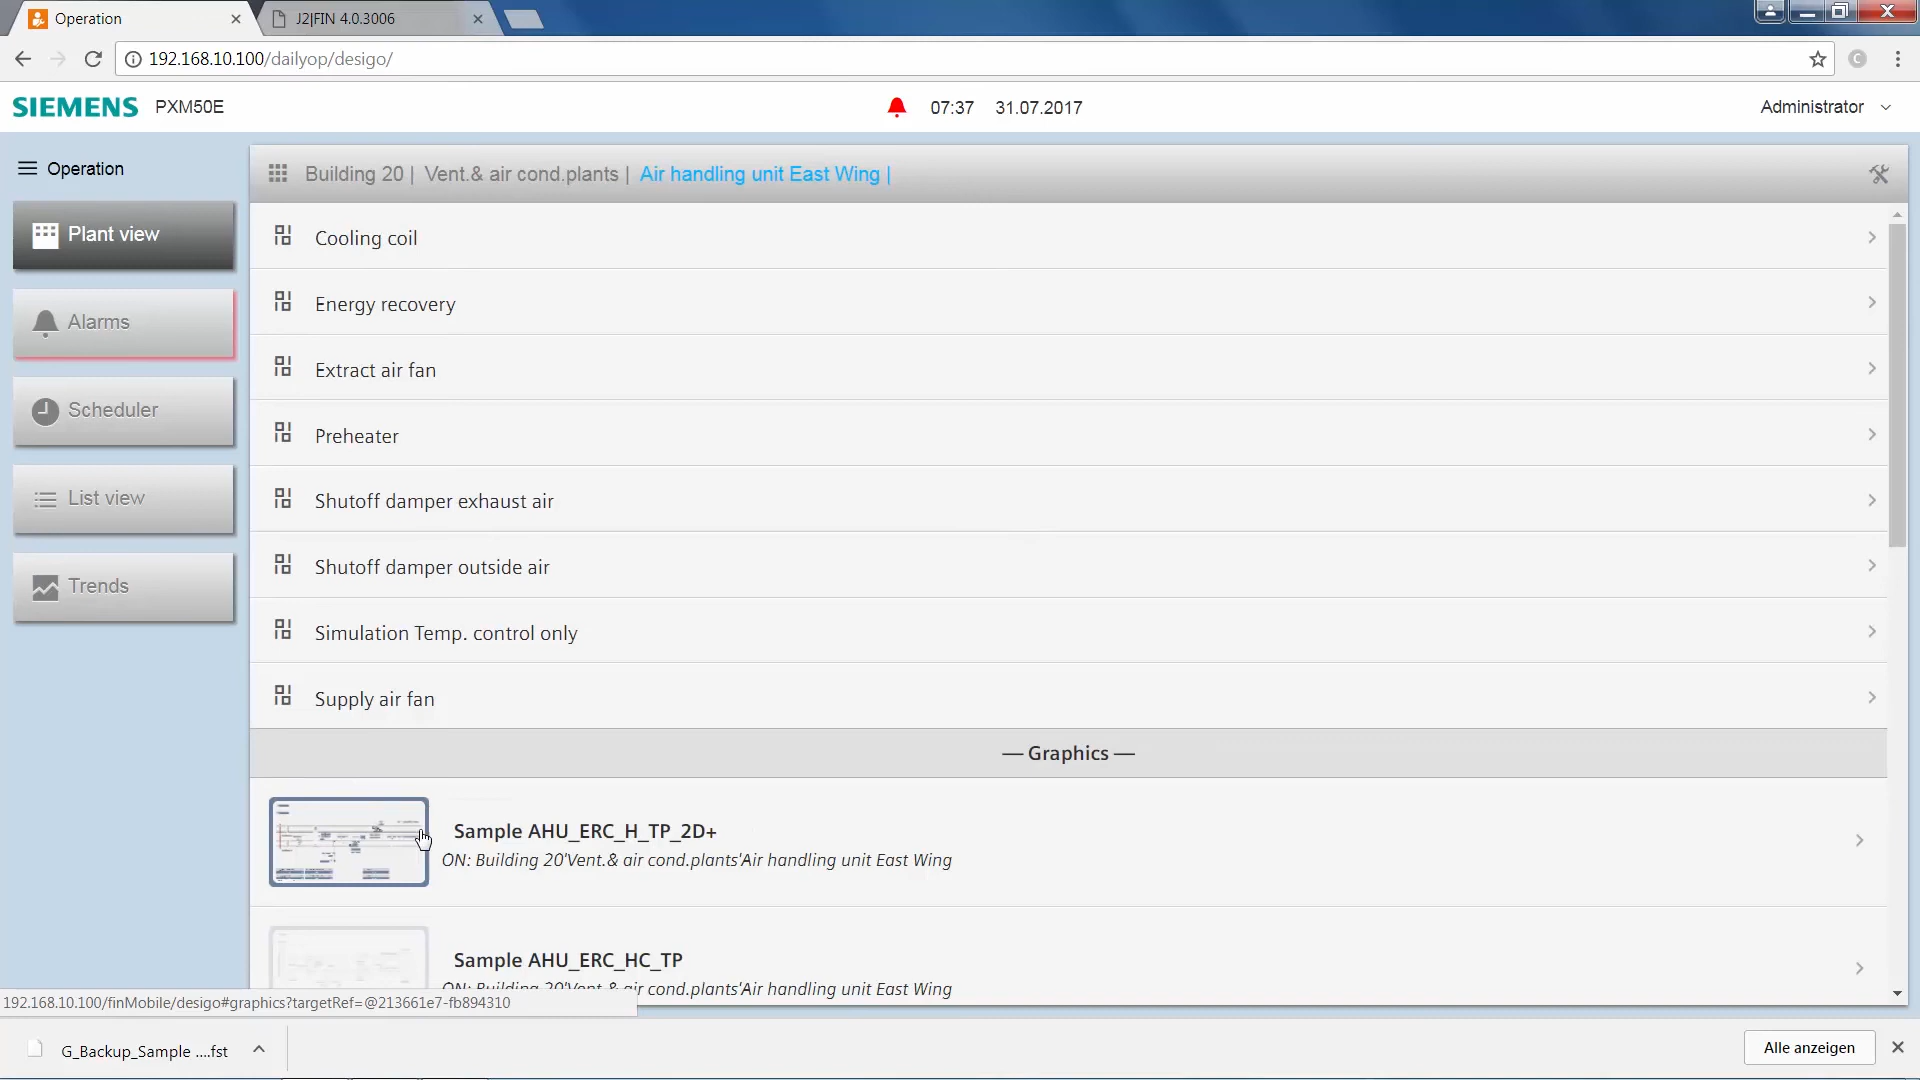 Operation
J2|FIN 4.0.3006
192.168.10.100/dailyop/desigo/
SIEMENS PXM50E
07:37 31.07.2017
Administrator
Operation
Building 20 | Vent.& air cond.plants | Air handling unit East Wing |
Plant view
Alarms
Scheduler
List view
Trends
Cooling coil
Energy recovery
Extract air fan
Preheater
Shutoff damper exhaust air
Shutoff damper outside air
Simulation Temp. control only
Supply air fan
— Graphics —
Sample AHU_ERC_H_TP_2D+
ON: Building 20'Vent.& air cond.plants'Air handling unit East Wing
Sample AHU_ERC_HC_TP
ON: Building 20'Vent.& air cond.plants'Air handling unit East Wing
192.168.10.100/finMobile/desigo#graphics?targetRef=@213661e7-fb894310
G_Backup_Sample ....fst
Alle anzeigen